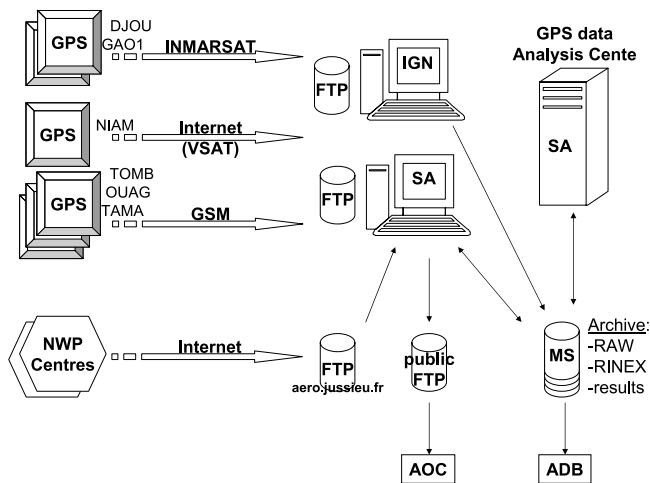 DJOU
GAO1
GPS
INMARSAT
FTP
IGN
GPS data
Analysis Cente
GPS
NIAM
Internet
(VSAT)
SA
TOMB
OUAG
TAMA
GPS
GSM
FTP
SA
NWP
Centres
Internet
FTP
aero.jussieu.fr
public
FTP
MS
Archive:
-RAW
-RINEX
-results
AOC
ADB